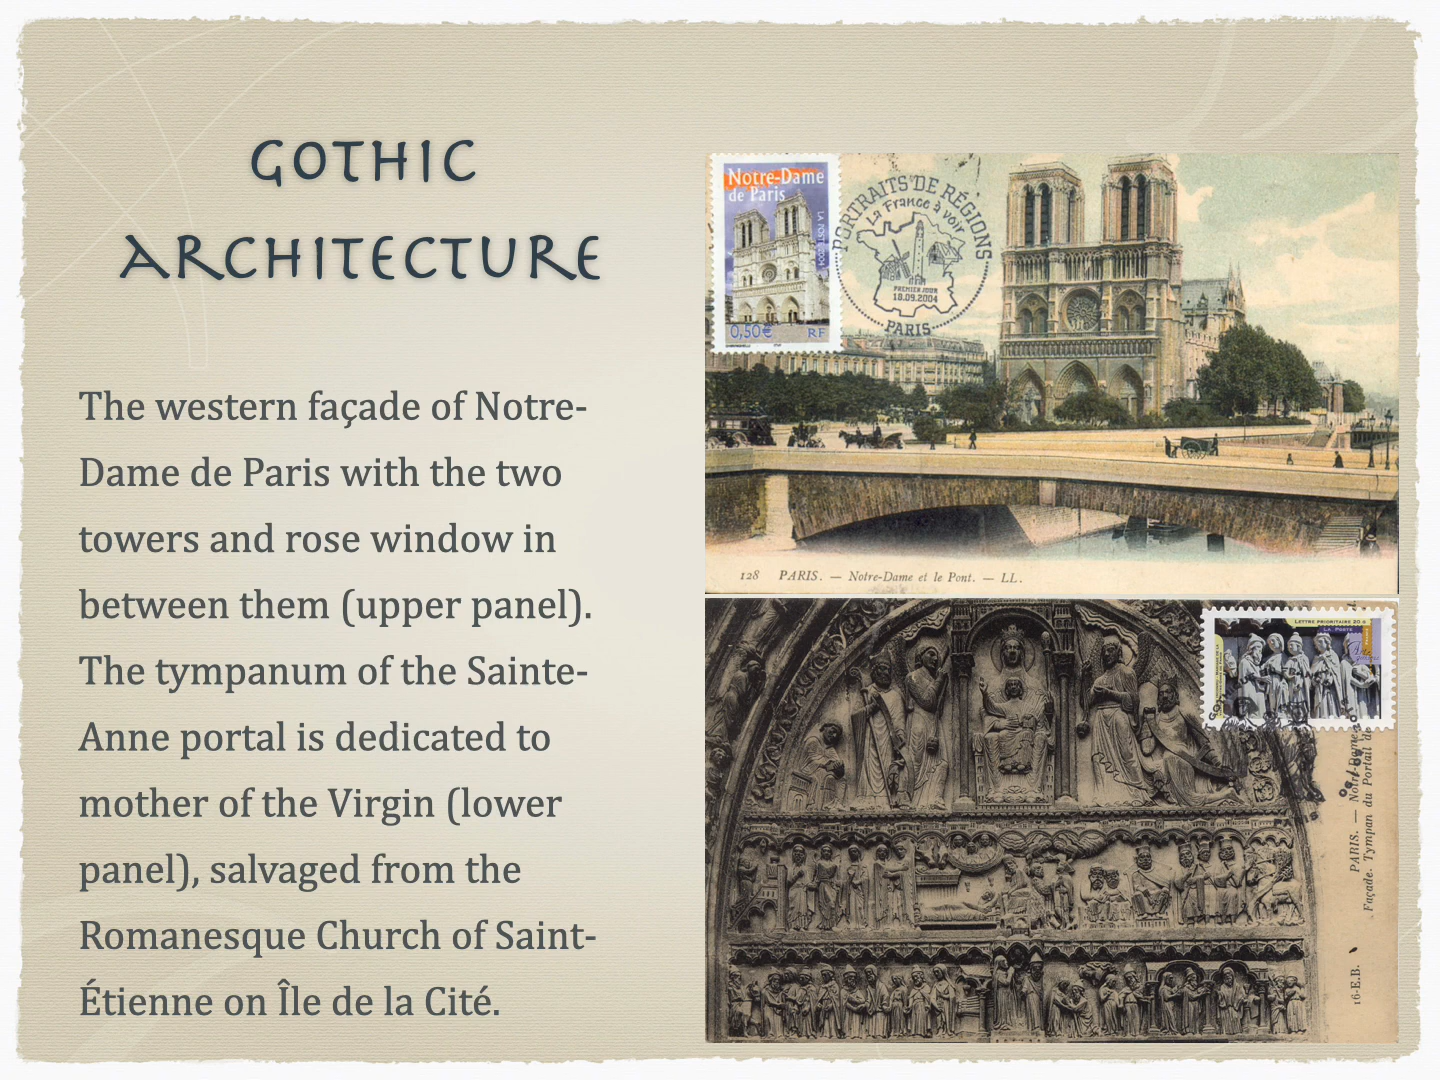 GOTHIC
ARCHITECTURE
The western façade of Notre-
Dame de Paris with the two
towers and rose window in
between them (upper panel).
The tympanum of the Sainte-
Anne portal is dedicated to
mother of the Virgin (lower
panel), salvaged from the
Romanesque Church of Saint-
Étienne on Île de la Cité.
Notre-Dame
de Paris
LA POSTE 2004
0,50€ RF
PORTRAITS DE RÉGIONS
La France à voir
PREMIER JOUR
18.09.2004
PARIS
128 PARIS. — Notre-Dame et le Pont. — LL.
LETTRE PRIORITAIRE 20 g
LA POSTE
PARIS. — Notre-Dame
Façade. Tympan du Portail de
16-E.B.